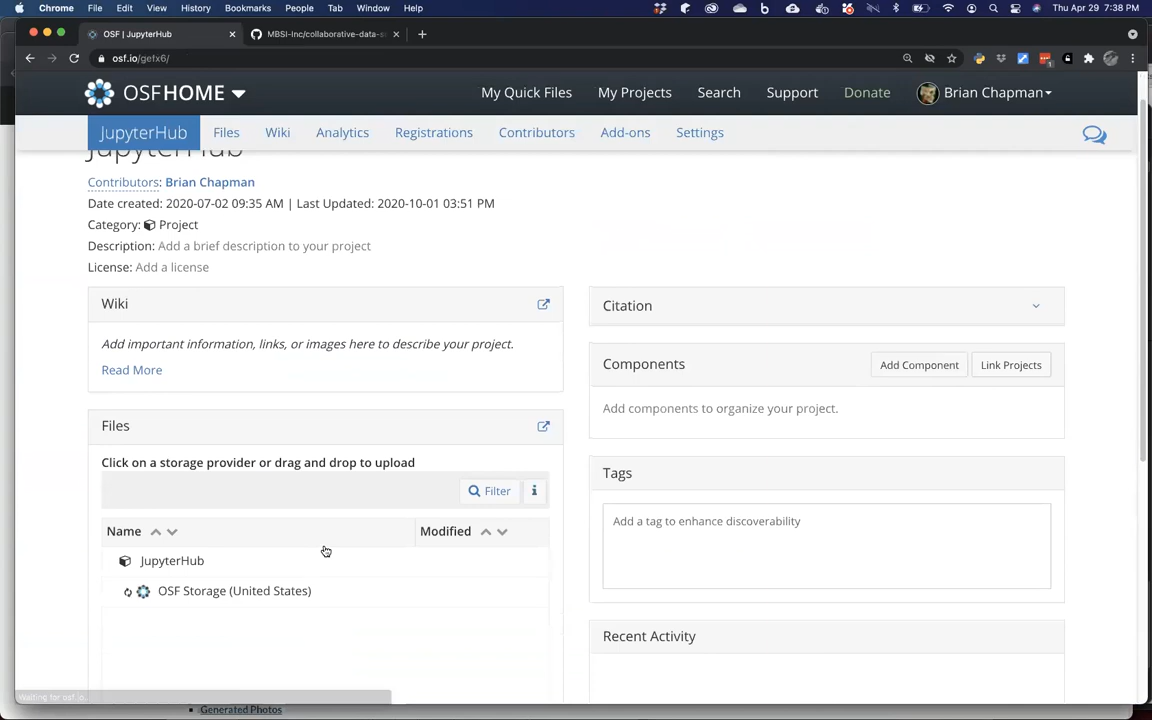 Chrome File Edit View History Bookmarks People Tab Window Help Thu Apr 29 7:38 PM
OSF | JupyterHub MBSI-Inc/collaborative-data-s
osf.io/getx6/
OSFHOME My Quick Files My Projects Search Support Donate Brian Chapman
JupyterHub Files Wiki Analytics Registrations Contributors Add-ons Settings
JupyterHub
Contributors: Brian Chapman
Date created: 2020-07-02 09:35 AM | Last Updated: 2020-10-01 03:51 PM
Category: Project
Description: Add a brief description to your project
License: Add a license
Wiki
Add important information, links, or images here to describe your project.
Read More
Files
Click on a storage provider or drag and drop to upload
Filter
Name Modified
JupyterHub
OSF Storage (United States)
Citation
Components Add Component Link Projects
Add components to organize your project.
Tags
Add a tag to enhance discoverability
Recent Activity
Waiting for osf.io...
Generated Photos